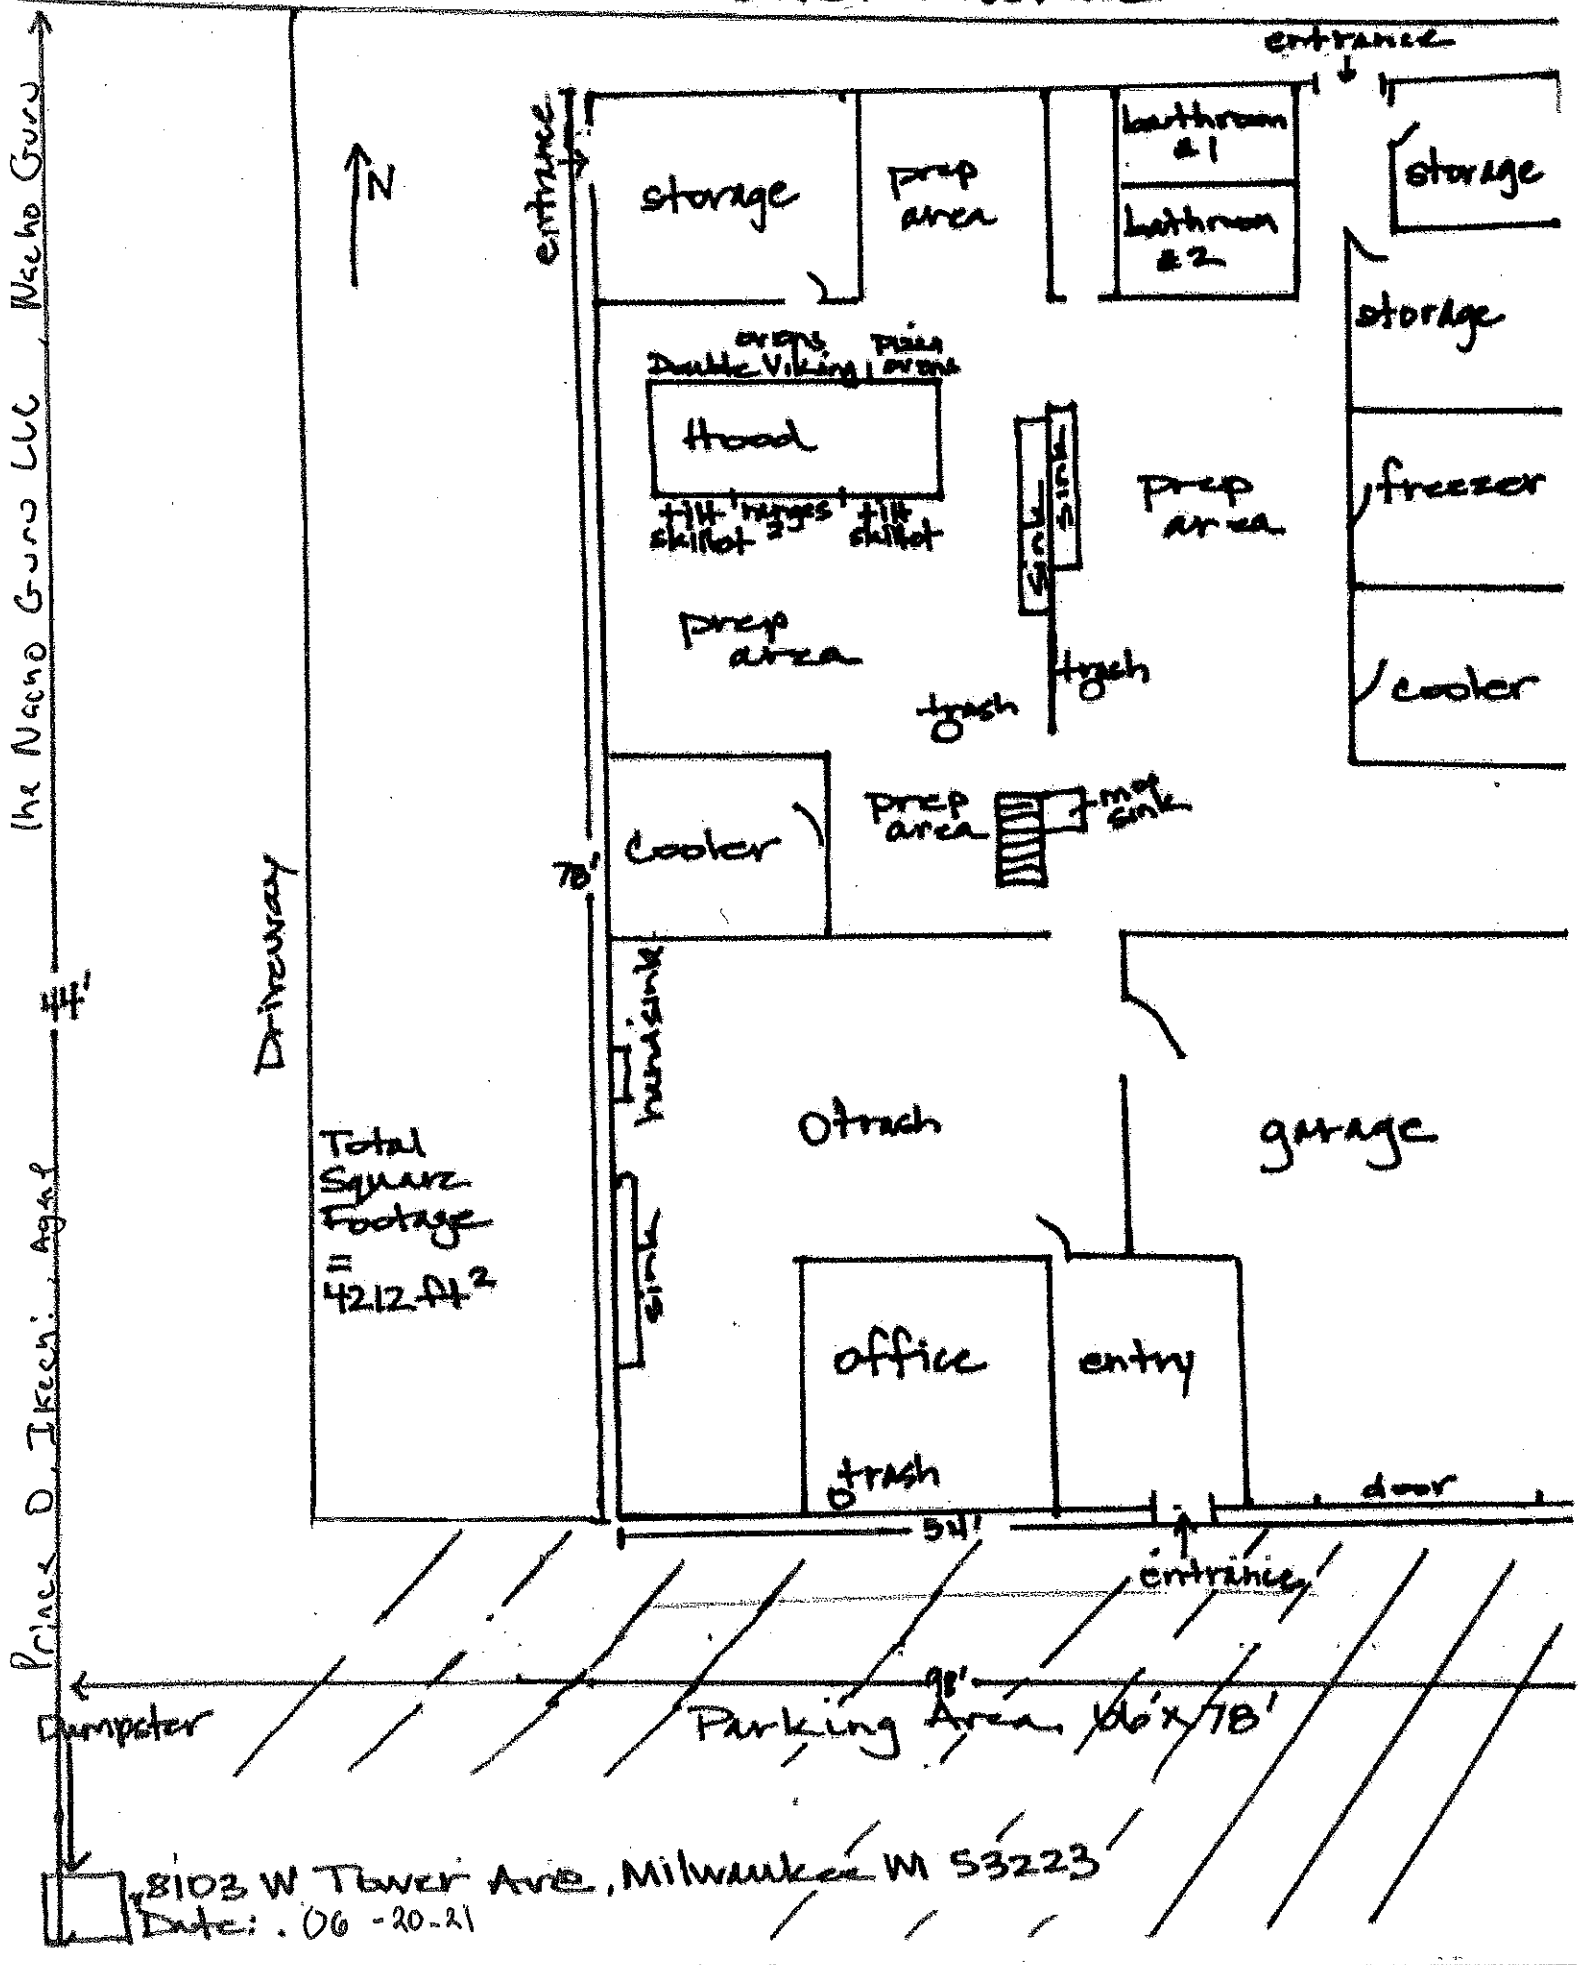 entrance
entrance
N
storage
prep
area
bathroom
#1
bathroom
#2
storage
storage
ovens
Double Viking
pizza
ovens
Hood
tilt
skillet
ranges
2
tilt
skillet
sink
sink
prep
area
freezer
prep
area
trash
trash
cooler
cooler
prep
area
mop
sink
78'
44'
Driveway
handsink
trash
garage
Total
Square
Footage
=
4212 ft²
sink
office
entry
trash
door
54'
entrance
98'
Dumpster
Parking Area 66' x 78'
8103 W Tower Ave, Milwaukee WI 53223
Date: 06-20-21
The Nacho Guru LLC, Nacho Guru
Prince O. Ikechi, Agent